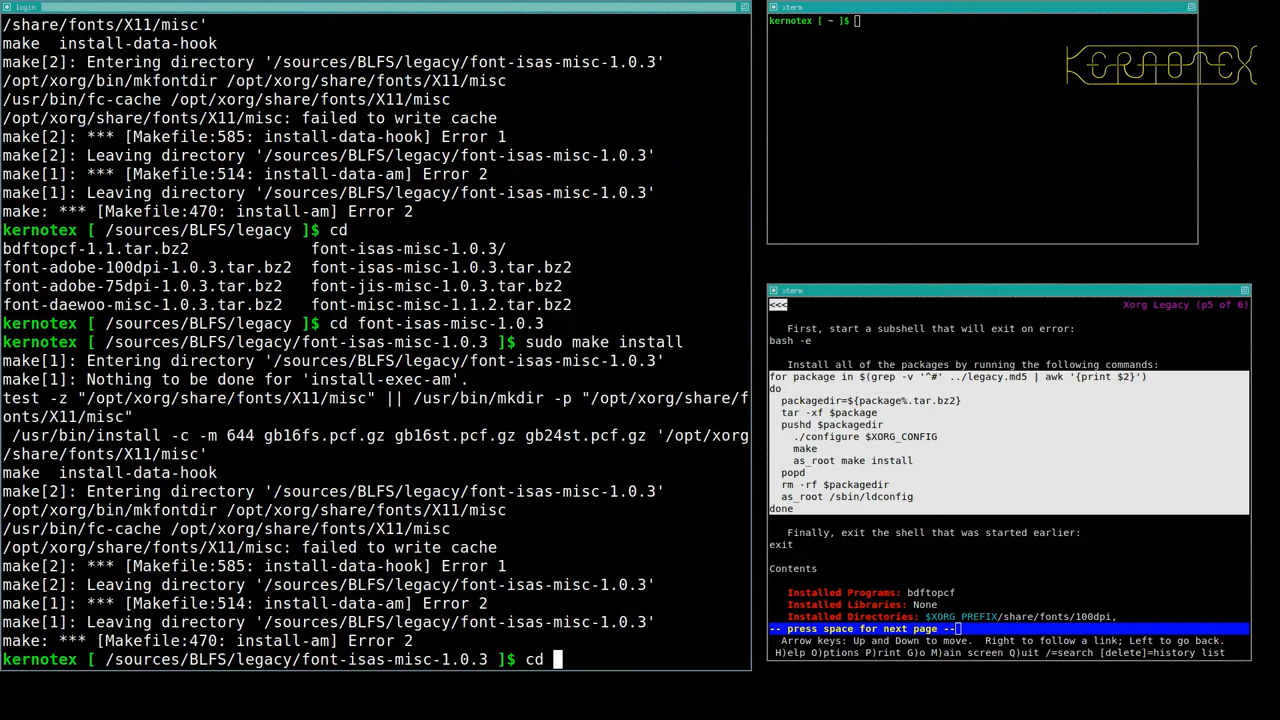 login
/share/fonts/X11/misc'
make  install-data-hook
make[2]: Entering directory '/sources/BLFS/legacy/font-isas-misc-1.0.3'
/opt/xorg/bin/mkfontdir /opt/xorg/share/fonts/X11/misc
/usr/bin/fc-cache /opt/xorg/share/fonts/X11/misc
/opt/xorg/share/fonts/X11/misc: failed to write cache
make[2]: *** [Makefile:585: install-data-hook] Error 1
make[2]: Leaving directory '/sources/BLFS/legacy/font-isas-misc-1.0.3'
make[1]: *** [Makefile:514: install-data-am] Error 2
make[1]: Leaving directory '/sources/BLFS/legacy/font-isas-misc-1.0.3'
make: *** [Makefile:470: install-am] Error 2
kernotex [ /sources/BLFS/legacy ]$ cd
bdftopcf-1.1.tar.bz2               font-isas-misc-1.0.3/
font-adobe-100dpi-1.0.3.tar.bz2  font-isas-misc-1.0.3.tar.bz2
font-adobe-75dpi-1.0.3.tar.bz2   font-jis-misc-1.0.3.tar.bz2
font-daewoo-misc-1.0.3.tar.bz2   font-misc-misc-1.1.2.tar.bz2
kernotex [ /sources/BLFS/legacy ]$ cd font-isas-misc-1.0.3
kernotex [ /sources/BLFS/legacy/font-isas-misc-1.0.3 ]$ sudo make install
make[1]: Entering directory '/sources/BLFS/legacy/font-isas-misc-1.0.3'
make[1]: Nothing to be done for 'install-exec-am'.
test -z "/opt/xorg/share/fonts/X11/misc" || /usr/bin/mkdir -p "/opt/xorg/share/f
onts/X11/misc"
 /usr/bin/install -c -m 644 gb16fs.pcf.gz gb16st.pcf.gz gb24st.pcf.gz '/opt/xorg
/share/fonts/X11/misc'
make  install-data-hook
make[2]: Entering directory '/sources/BLFS/legacy/font-isas-misc-1.0.3'
/opt/xorg/bin/mkfontdir /opt/xorg/share/fonts/X11/misc
/usr/bin/fc-cache /opt/xorg/share/fonts/X11/misc
/opt/xorg/share/fonts/X11/misc: failed to write cache
make[2]: *** [Makefile:585: install-data-hook] Error 1
make[2]: Leaving directory '/sources/BLFS/legacy/font-isas-misc-1.0.3'
make[1]: *** [Makefile:514: install-data-am] Error 2
make[1]: Leaving directory '/sources/BLFS/legacy/font-isas-misc-1.0.3'
make: *** [Makefile:470: install-am] Error 2
kernotex [ /sources/BLFS/legacy/font-isas-misc-1.0.3 ]$ cd
xterm
kernotex [ ~ ]$
KERNOTEX
xterm
<<<
Xorg Legacy (p5 of 6)
First, start a subshell that will exit on error:
bash -e
Install all of the packages by running the following commands:
for package in $(grep -v '^#' ../legacy.md5 | awk '{print $2}')
do
  packagedir=${package%.tar.bz2}
  tar -xf $package
  pushd $packagedir
    ./configure $XORG_CONFIG
    make
    as_root make install
  popd
  rm -rf $packagedir
  as_root /sbin/ldconfig
done
Finally, exit the shell that was started earlier:
exit
Contents
Installed Programs: bdftopcf
Installed Libraries: None
Installed Directories: $XORG_PREFIX/share/fonts/100dpi,
-- press space for next page --
Arrow keys: Up and Down to move.  Right to follow a link; Left to go back.
H)elp O)ptions P)rint G)o M)ain screen Q)uit /=search [delete]=history list